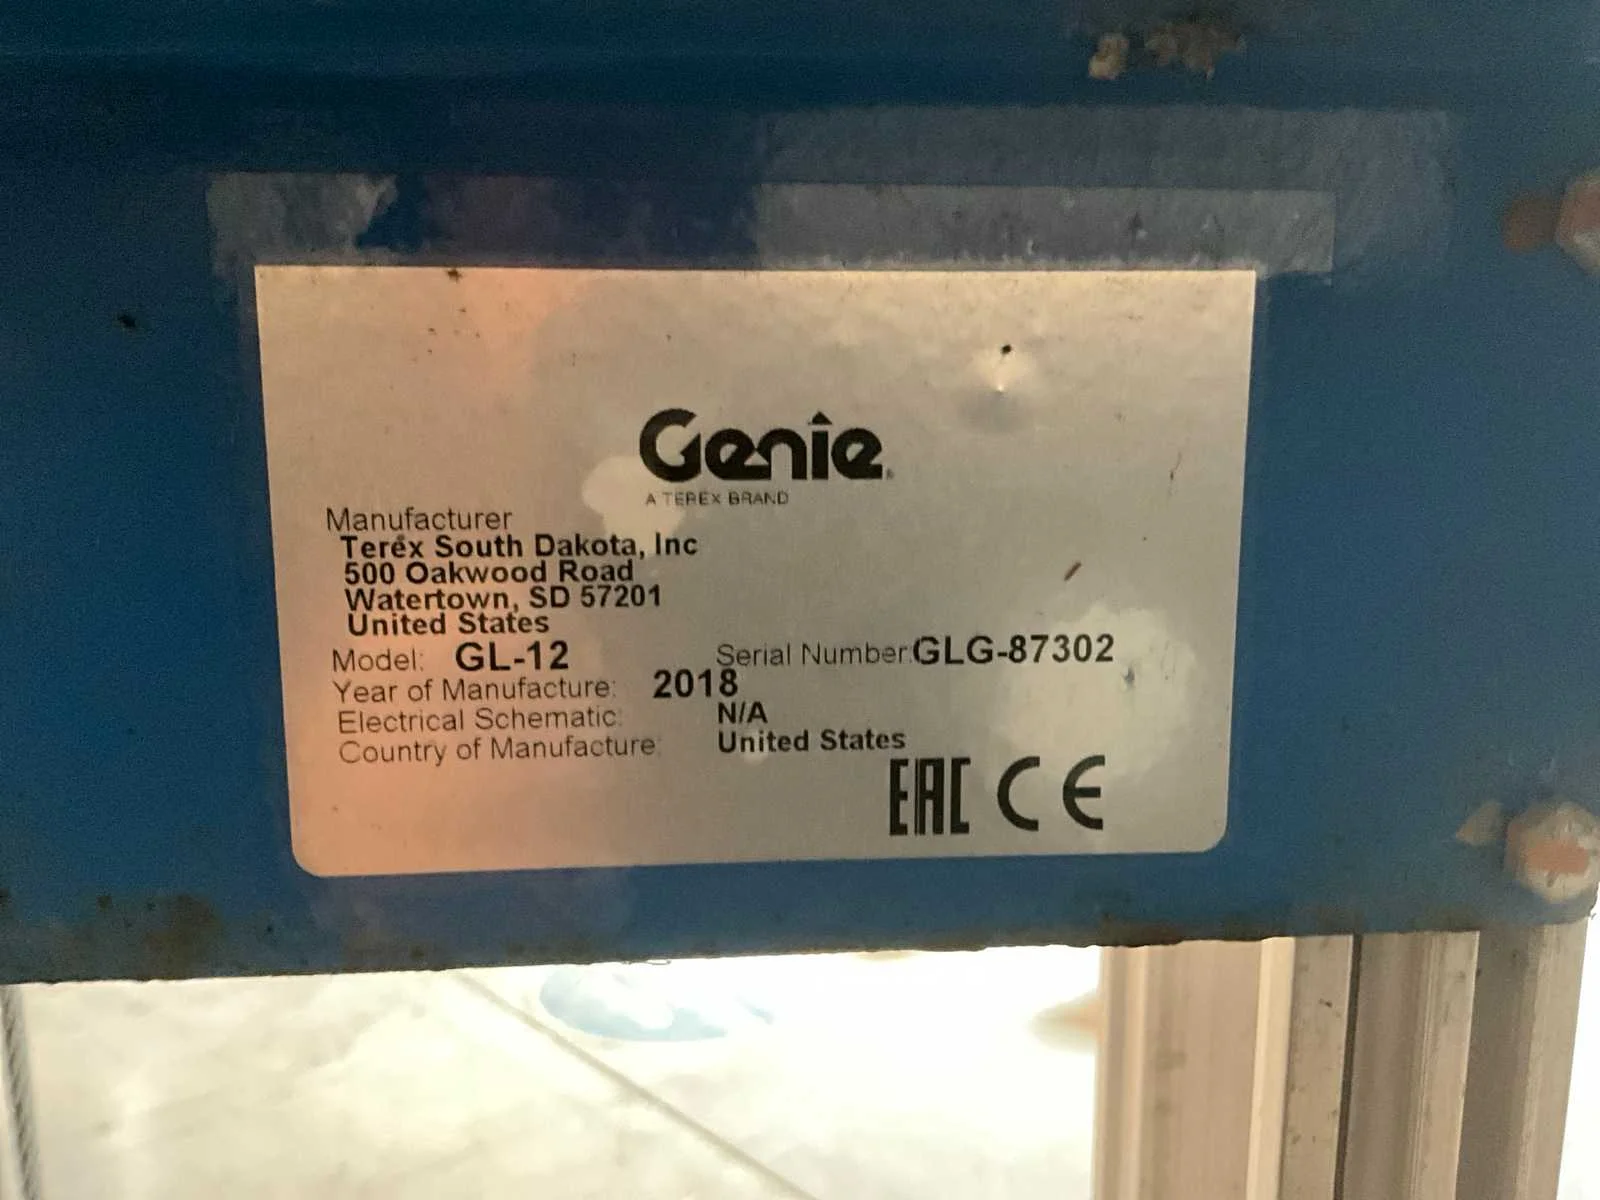 Genie
A TEREX BRAND
Manufacturer
Terex South Dakota, Inc
500 Oakwood Road
Watertown, SD 57201
United States
Model: GL-12 Serial Number:GLG-87302
Year of Manufacture: 2018
Electrical Schematic: N/A
Country of Manufacture: United States
EAC CE